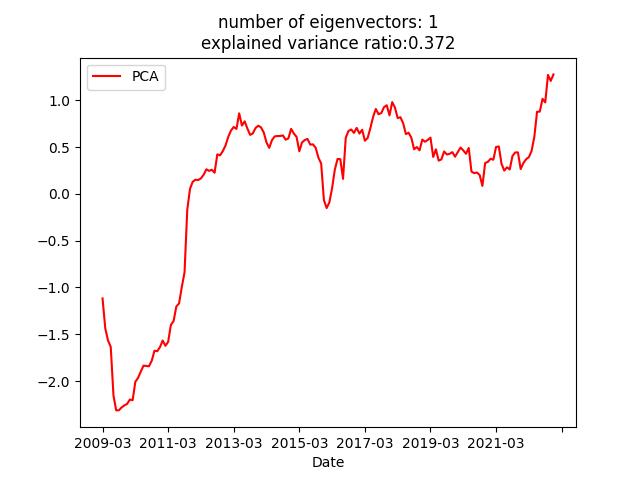 number of eigenvectors: 1
explained variance ratio:0.372
PCA
1.0
0.5
0.0
−0.5
−1.0
−1.5
−2.0
2009-03 2011-03 2013-03 2015-03 2017-03 2019-03 2021-03
Date